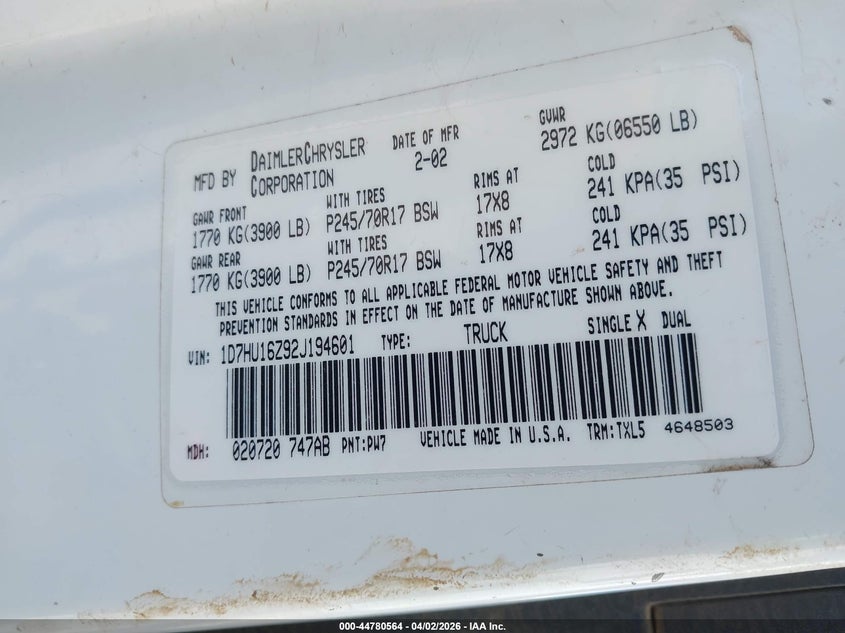 MFD BY DAIMLERCHRYSLER CORPORATION DATE OF MFR 2-02 GVWR 2972 KG(06550 LB)
GAWR FRONT WITH TIRES RIMS AT COLD
1770 KG(3900 LB) P245/70R17 BSW 17X8 241 KPA(35 PSI)
GAWR REAR WITH TIRES RIMS AT COLD
1770 KG(3900 LB) P245/70R17 BSW 17X8 241 KPA(35 PSI)
THIS VEHICLE CONFORMS TO ALL APPLICABLE FEDERAL MOTOR VEHICLE SAFETY AND THEFT
PREVENTION STANDARDS IN EFFECT ON THE DATE OF MANUFACTURE SHOWN ABOVE.
VIN: 1D7HU16Z92J194601 TYPE: TRUCK SINGLE X DUAL
MDH: 020720 747AB PNT:PW7 VEHICLE MADE IN U.S.A. TRM:TXL5 4648503
000-44780564 - 04/02/2026 - IAA Inc.